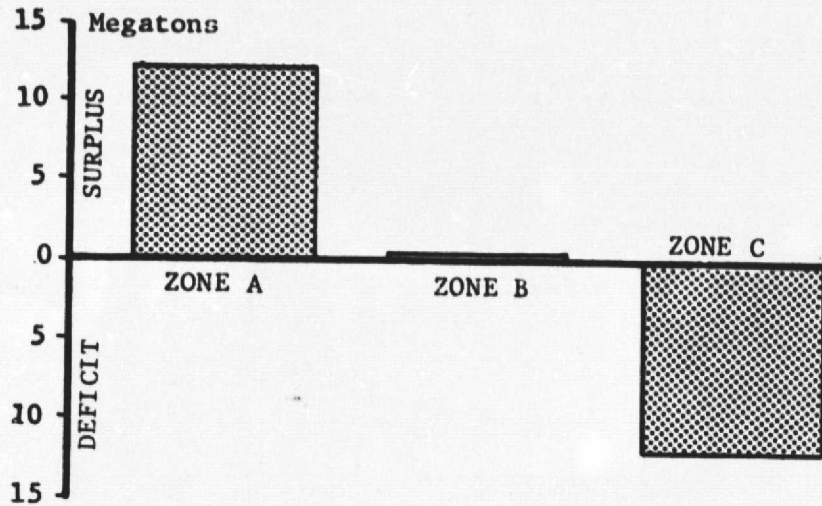 15 Megatons
10
SURPLUS
5
0
ZONE A
ZONE B
ZONE C
5
DEFICIT
10
15